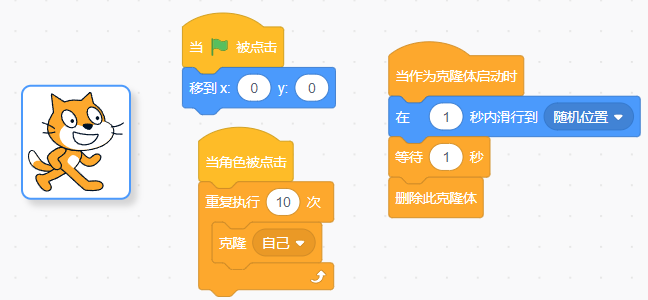 当 被点击
移到 x: 0 y: 0
当角色被点击
重复执行 10 次
克隆 自己
当作为克隆体启动时
在 1 秒内滑行到 随机位置
等待 1 秒
删除此克隆体